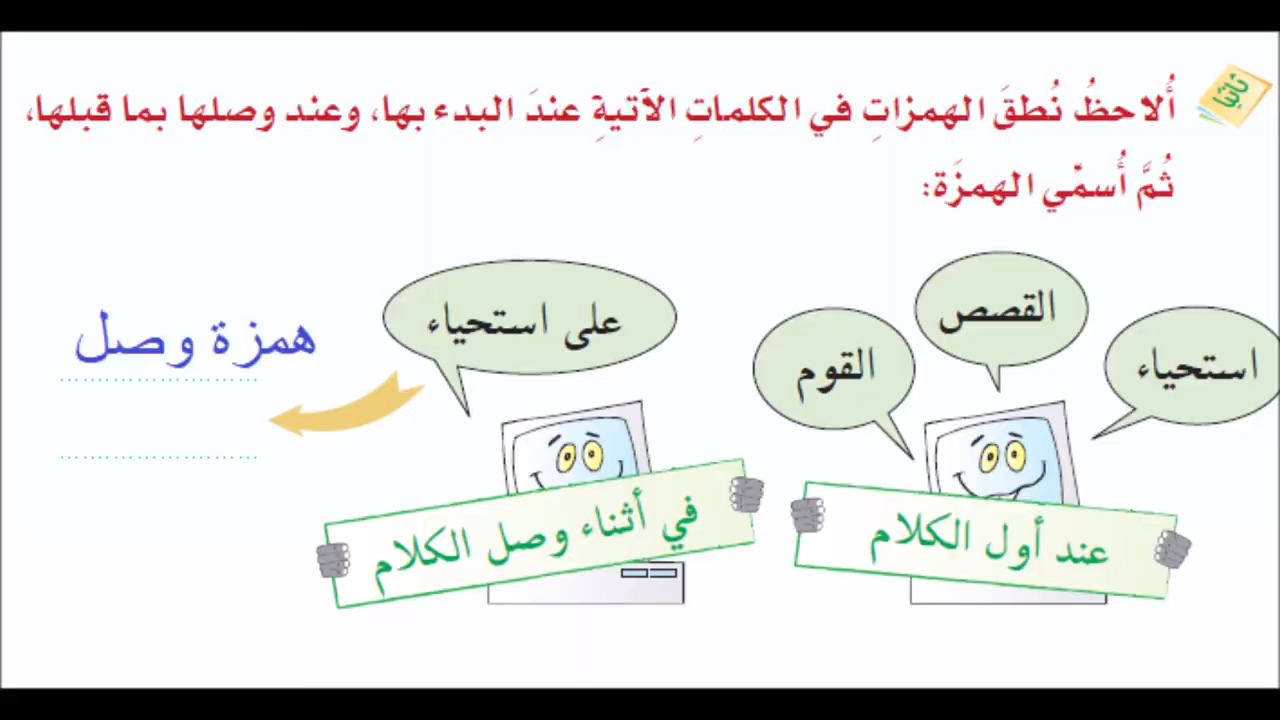 ثانيًا
أُلاحظُ نُطقَ الهمزاتِ في الكلماتِ الآتيةِ عندَ البدء بها، وعند وصلها بما قبلها،
ثُمَّ أُسمّي الهمزَة:
استحياء
القصص
القوم
عند أول الكلام
على استحياء
في أثناء وصل الكلام
همزة وصل